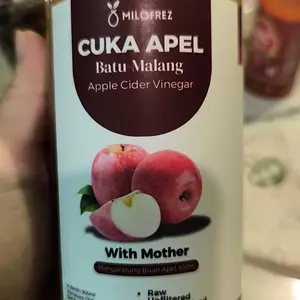 MILOFREZ
CUKA APEL
Batu-Malang
Apple Cider Vinegar
With Mother
Mengandung Buah Apel 100%
Raw
Unfiltered